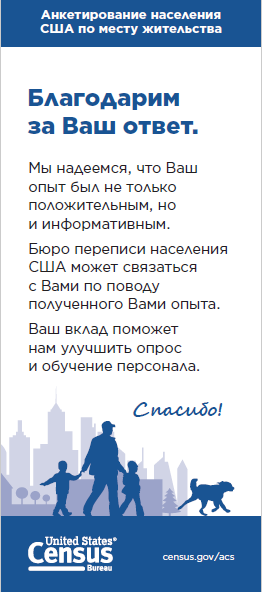 Анкетирование населения
США по месту жительства
Благодарим
за Ваш ответ.
Мы надеемся, что Ваш
опыт был не только
положительным, но
и информативным.
Бюро переписи населения
США может связаться
с Вами по поводу
полученного Вами опыта.
Ваш вклад поможет
нам улучшить опрос
и обучение персонала.
Спасибо!
United States®
Census
Bureau
census.gov/acs